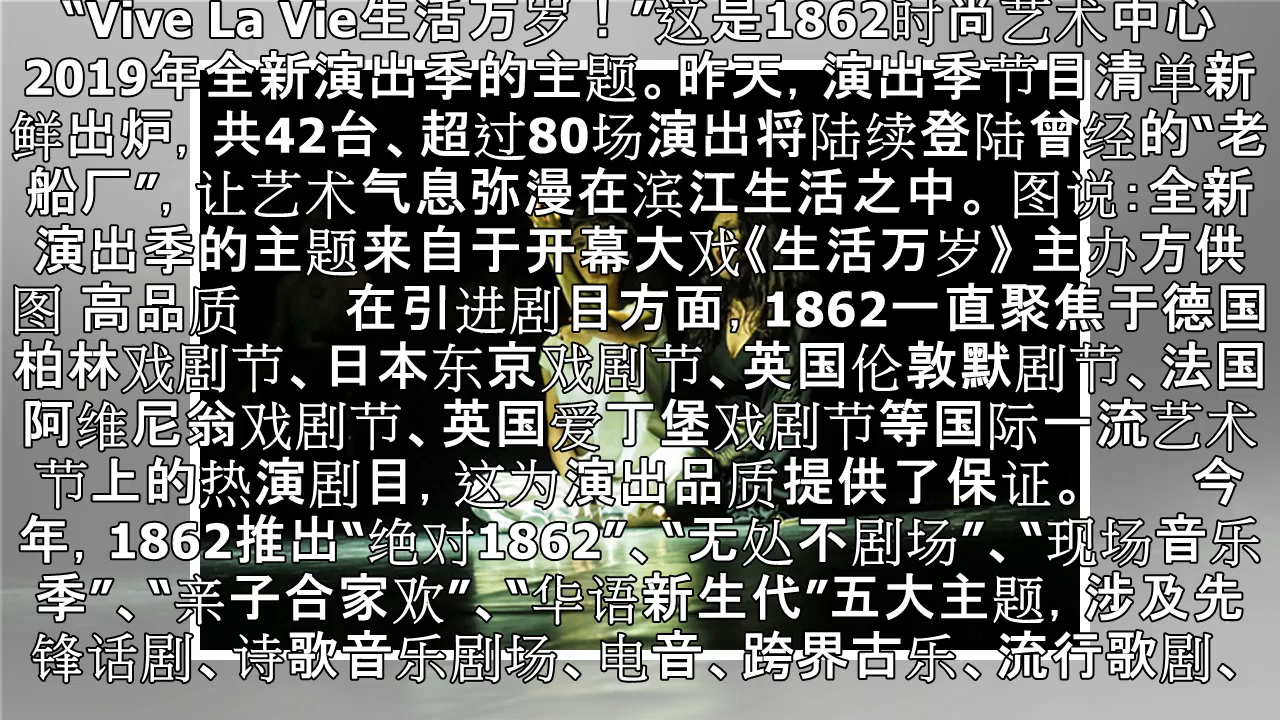 “Vive La Vie生活万岁！”这是1862时尚艺术中心
2019年全新演出季的主题。昨天，演出季节目清单新
鲜出炉，共42台、超过80场演出将陆续登陆曾经的“老
船厂”，让艺术气息弥漫在滨江生活之中。图说：全新
演出季的主题来自于开幕大戏《生活万岁》主办方供
图 高品质　　在引进剧目方面，1862一直聚焦于德国
柏林戏剧节、日本东京戏剧节、英国伦敦默剧节、法国
阿维尼翁戏剧节、英国爱丁堡戏剧节等国际一流艺术
节上的热演剧目，这为演出品质提供了保证。　　今
年，1862推出“绝对1862”、“无处不剧场”、“现场音乐
季”、“亲子合家欢”、“华语新生代”五大主题，涉及先
锋话剧、诗歌音乐剧场、电音、跨界古乐、流行歌剧、